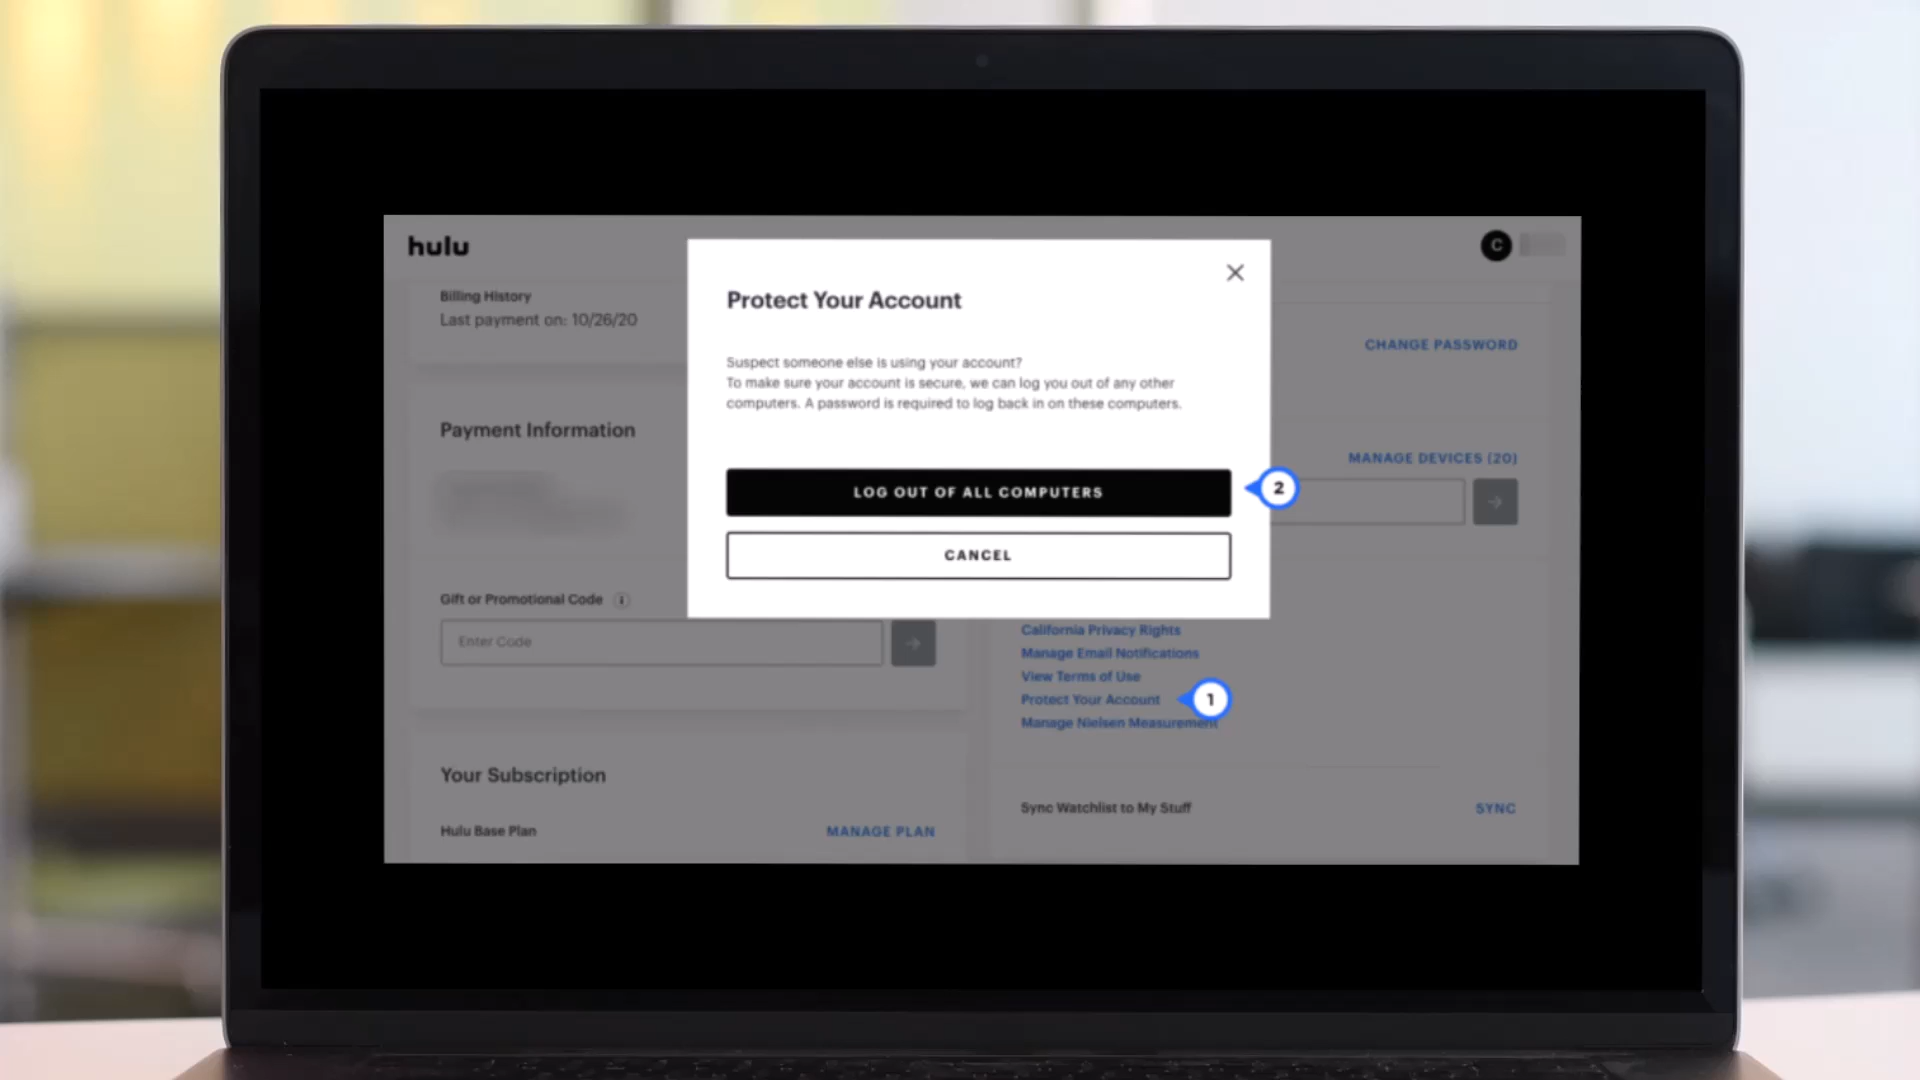 hulu
C
Billing History
Last payment on: 10/26/20
Protect Your Account
CHANGE PASSWORD
Suspect someone else is using your account?
To make sure your account is secure, we can log you out of any other
computers. A password is required to log back in on these computers.
Payment Information
MANAGE DEVICES (20)
LOG OUT OF ALL COMPUTERS
2
CANCEL
Gift or Promotional Code
Enter Code
California Privacy Rights
Manage Email Notifications
View Terms of Use
Protect Your Account
1
Manage Nielsen Measurement
Your Subscription
Hulu Base Plan
MANAGE PLAN
Sync Watchlist to My Stuff
SYNC